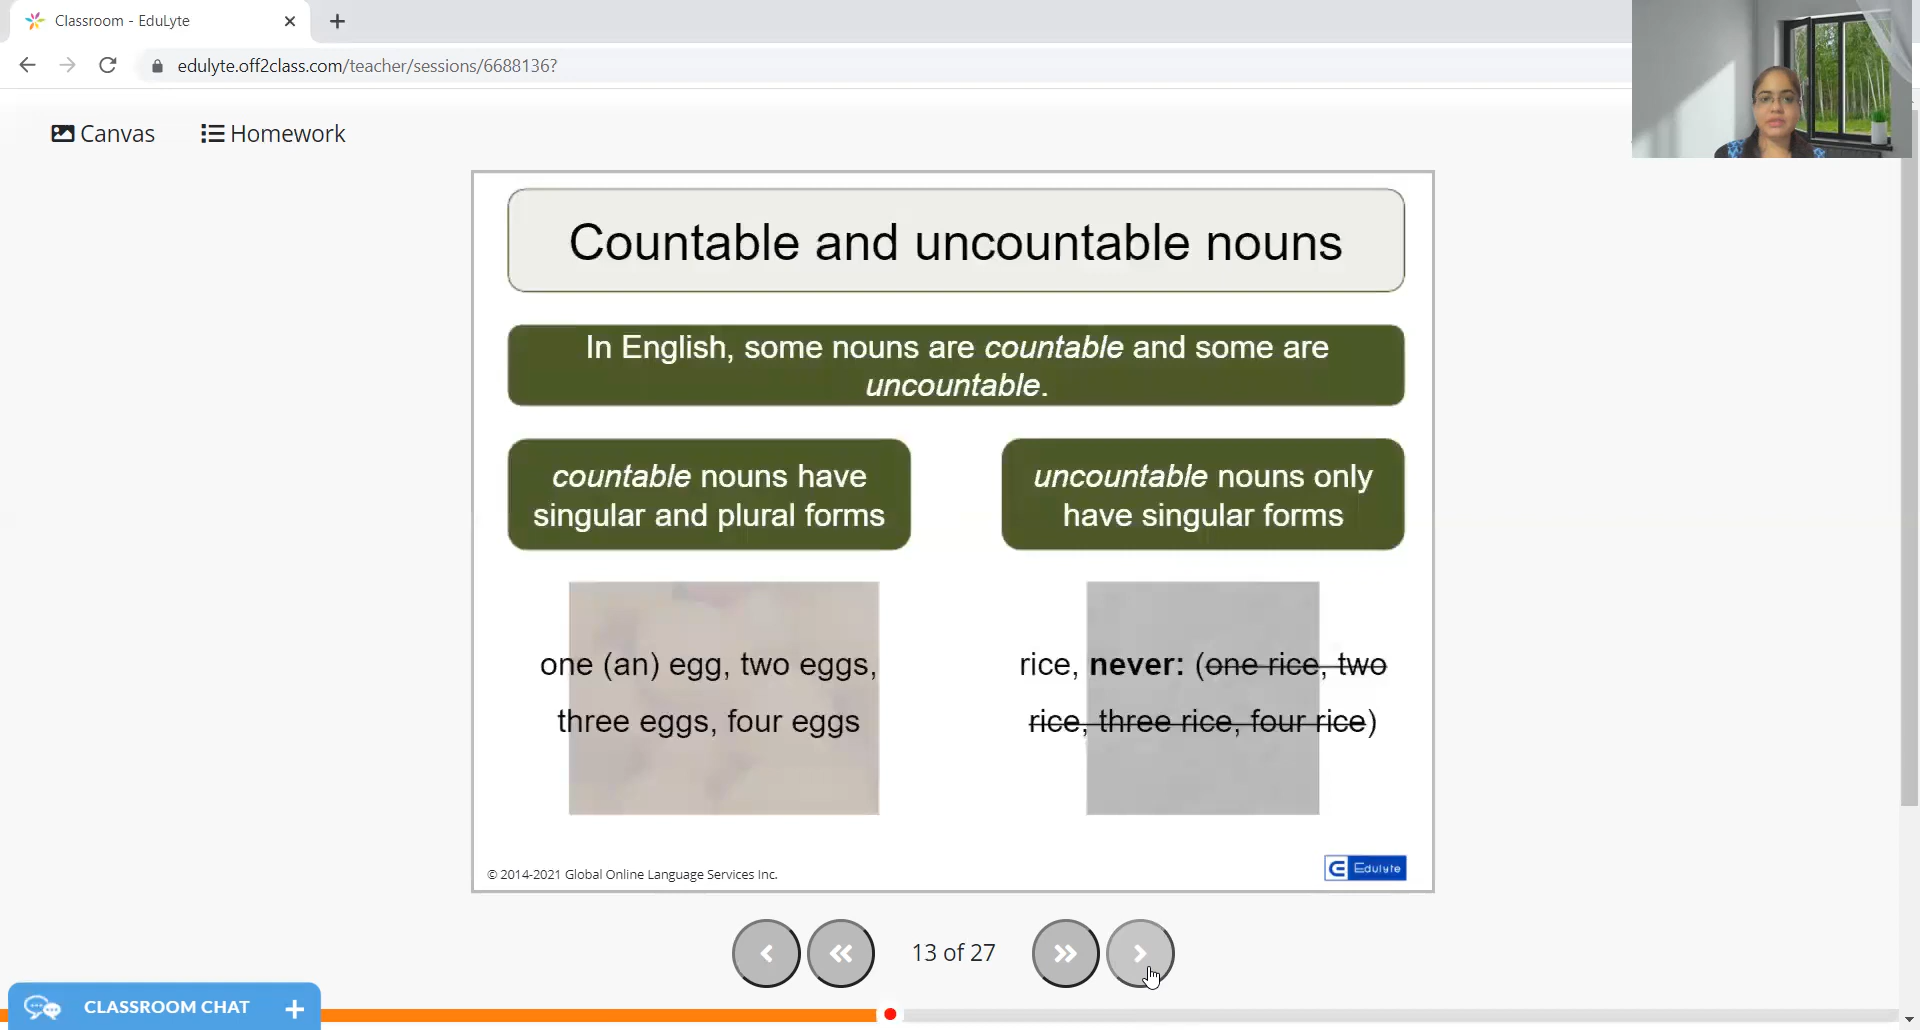 Classroom - EduLyte
edulyte.off2class.com/teacher/sessions/6688136?
Canvas
Homework
Countable and uncountable nouns
In English, some nouns are countable and some are
uncountable.
countable nouns have
singular and plural forms
uncountable nouns only
have singular forms
one (an) egg, two eggs,
three eggs, four eggs
rice, never: (one rice, two
rice, three rice, four rice)
© 2014-2021 Global Online Language Services Inc.
Edulyte
13 of 27
CLASSROOM CHAT